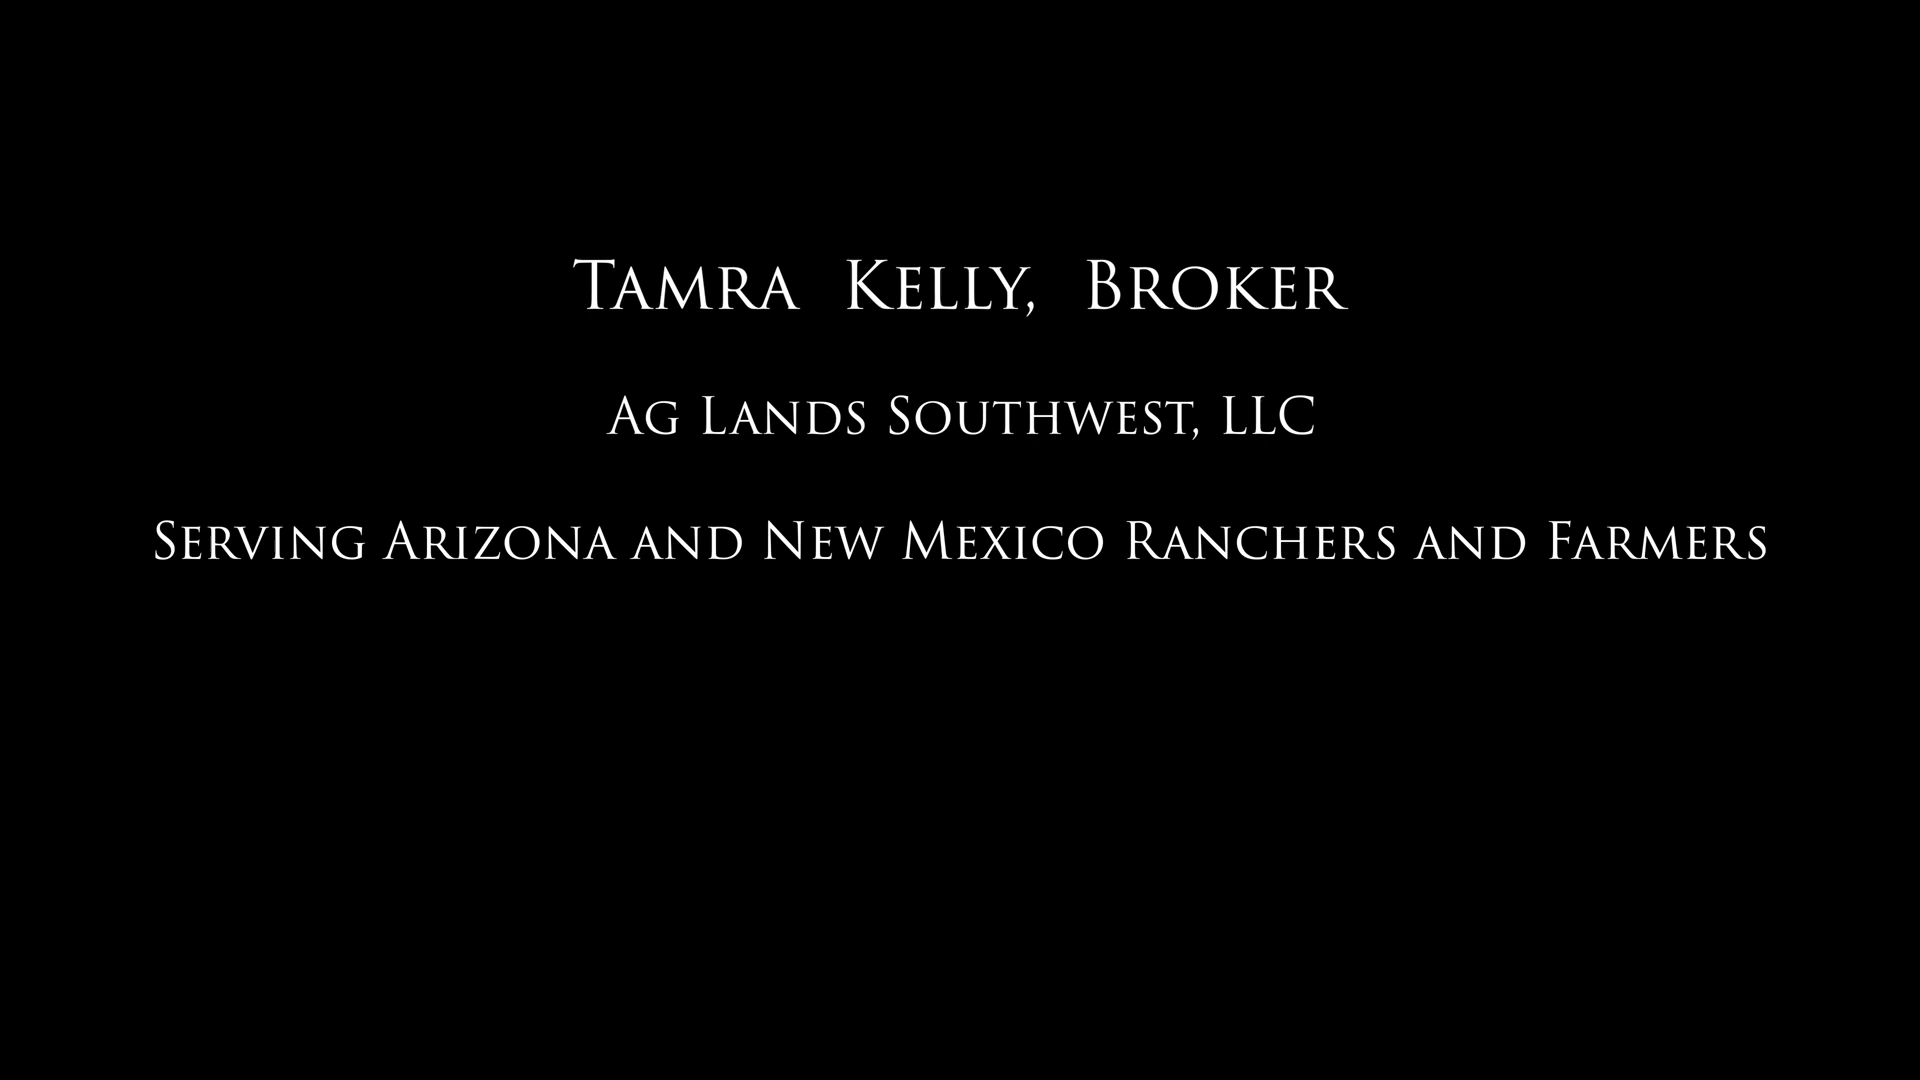 Tamra Kelly, Broker
Ag Lands Southwest, LLC
Serving Arizona and New Mexico Ranchers and Farmers